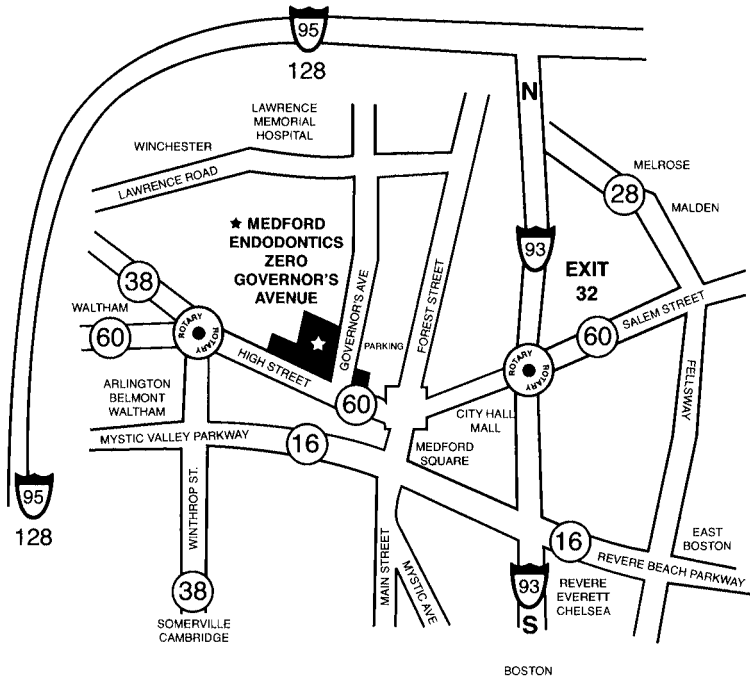 95
128
N
LAWRENCE
MEMORIAL
HOSPITAL
WINCHESTER
LAWRENCE ROAD
MELROSE
28
MALDEN
★ MEDFORD
ENDODONTICS
ZERO
GOVERNOR'S
AVENUE
93
EXIT
32
38
WALTHAM
60
ROTARY
ROTARY
HIGH STREET
GOVERNOR'S AVE
PARKING
FOREST STREET
60
SALEM STREET
ROTARY
ROTARY
FELLSWAY
ARLINGTON
BELMONT
WALTHAM
60
CITY HALL
MALL
MYSTIC VALLEY PARKWAY
16
MEDFORD
SQUARE
95
128
WINTHROP ST.
38
SOMERVILLE
CAMBRIDGE
MAIN STREET
MYSTIC AVE
16
EAST
BOSTON
REVERE BEACH PARKWAY
93
S
REVERE
EVERETT
CHELSEA
BOSTON